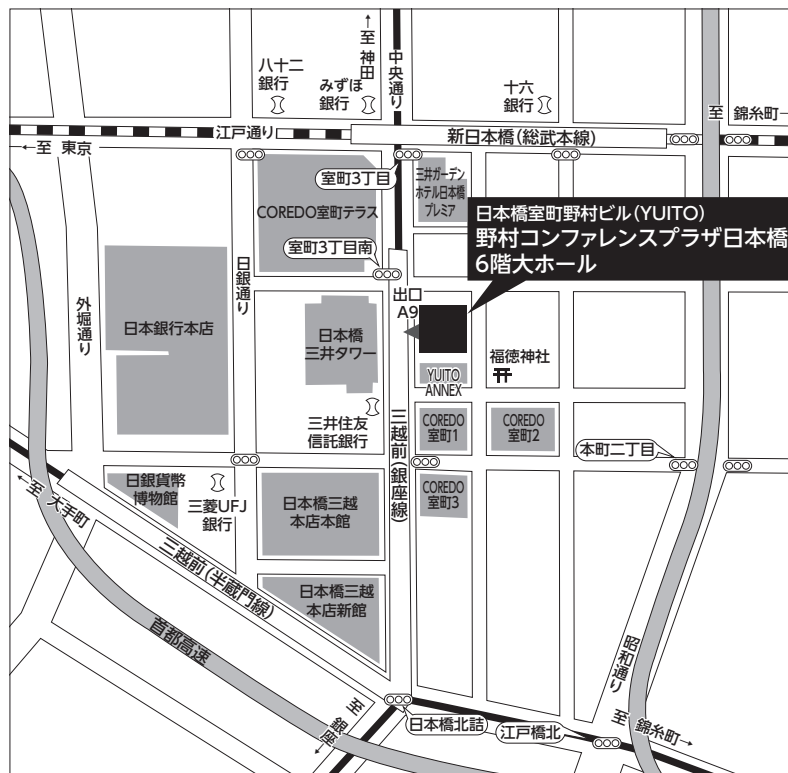 ←至 神田
中央通り
八十二
銀行
みずほ
銀行
十六
銀行
至 錦糸町→
江戸通り
新日本橋(総武本線)
←至 東京
室町3丁目
三井ガーデン
ホテル日本橋
プレミア
COREDO室町テラス
日本橋室町野村ビル(YUITO)
野村コンファレンスプラザ日本橋
6階大ホール
室町3丁目南
日銀通り
外堀通り
出口
A9
日本銀行本店
日本橋
三井タワー
福徳神社
YUITO
ANNEX
三井住友
信託銀行
三越前(銀座線)
COREDO
室町1
COREDO
室町2
本町二丁目
日銀貨幣
博物館
三菱UFJ
銀行
日本橋三越
本店本館
COREDO
室町3
←至 大手町
三越前(半蔵門線)
日本橋三越
本店新館
首都高速
昭和通り
至 銀座→
日本橋北詰
江戸橋北
至 錦糸町→